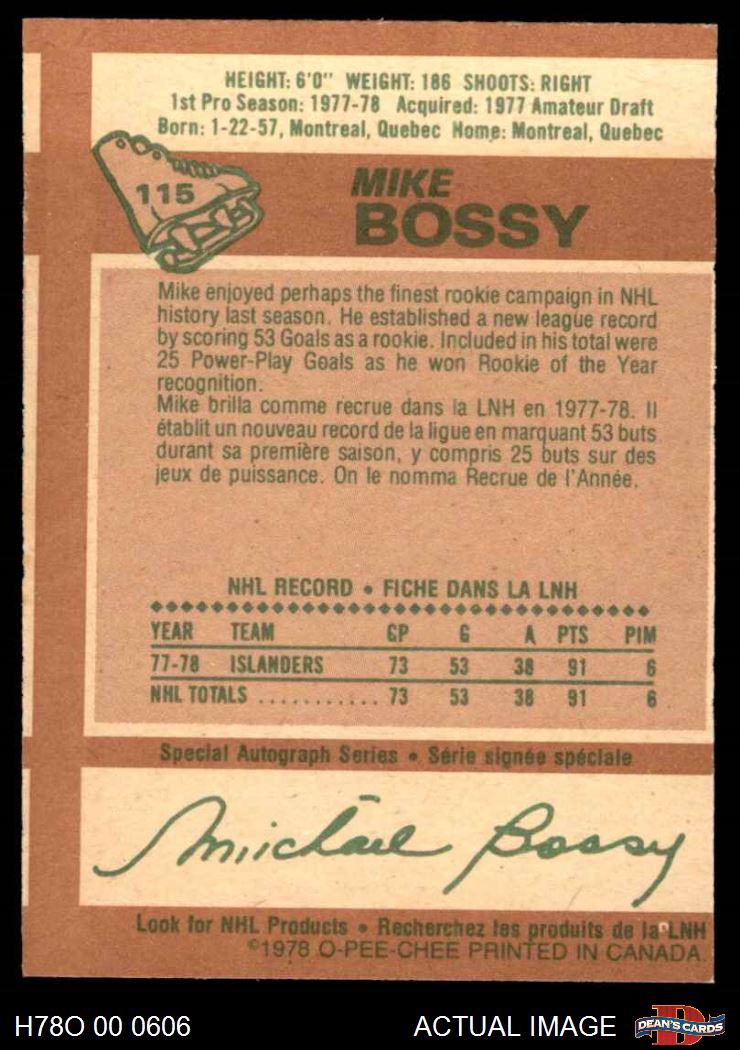 HEIGHT: 6'0" WEIGHT: 186 SHOOTS: RIGHT
1st Pro Season: 1977-78 Acquired: 1977 Amateur Draft
Born: 1-22-57, Montreal, Quebec Home: Montreal, Quebec
115
MIKE
BOSSY
Mike enjoyed perhaps the finest rookie campaign in NHL
history last season. He established a new league record
by scoring 53 Goals as a rookie. Included in his total were
25 Power-Play Goals as he won Rookie of the Year
recognition.
Mike brilla comme recrue dans la LNH en 1977-78. Il
établit un nouveau record de la ligue en marquant 53 buts
durant sa première saison, y compris 25 buts sur des
jeux de puissance. On le nomma Recrue de l'Année.
NHL RECORD • FICHE DANS LA LNH
YEAR TEAM GP G A PTS PIM
77-78 ISLANDERS 73 53 38 91 6
NHL TOTALS ............ 73 53 38 91 6
Special Autograph Series • Série signée spéciale
Michael Bossy
Look for NHL Products • Recherchez les produits de la LNH
©1978 O-PEE-CHEE PRINTED IN CANADA
H78O 00 0606 ACTUAL IMAGE D DEAN'S CARDS